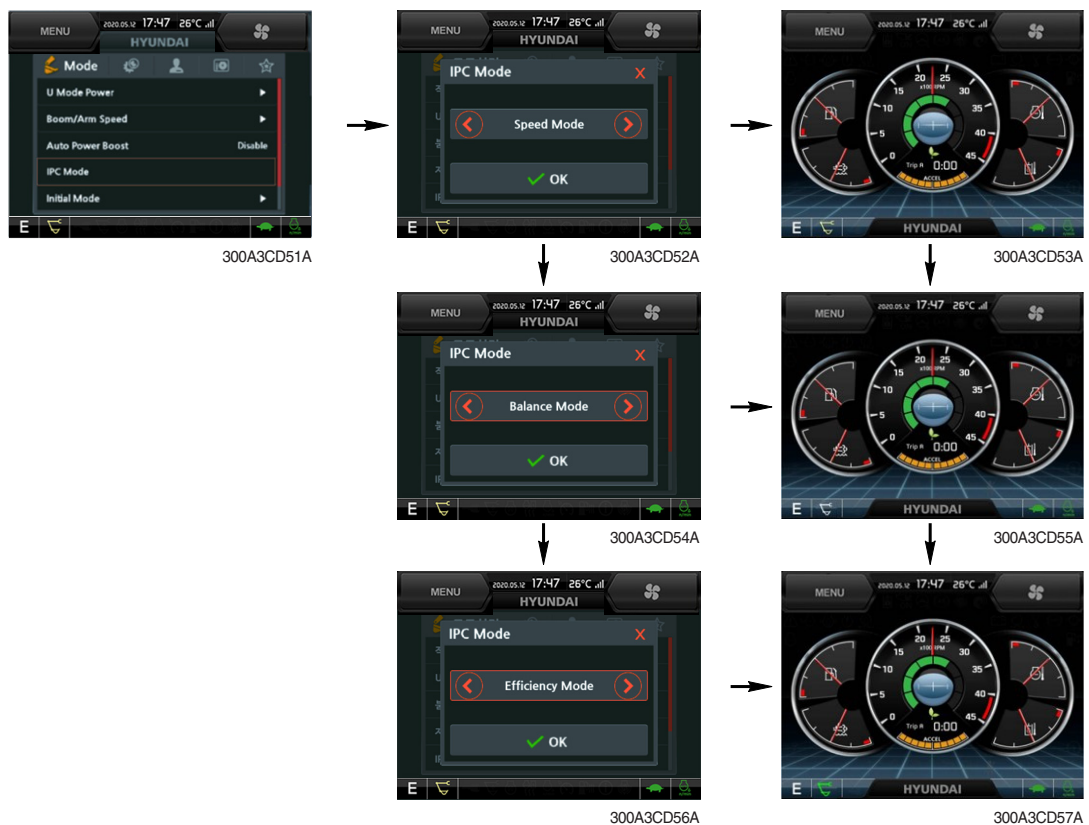 MENU 2020.05.12 17:47 26°C
HYUNDAI
Mode
U Mode Power
Boom/Arm Speed
Auto Power Boost Disable
IPC Mode
Initial Mode
E
300A3CD51A
MENU 2020.05.12 17:47 26°C
HYUNDAI
IPC Mode X
Speed Mode
OK
E
300A3CD52A
MENU 2020.05.12 17:47 26°C
0 5 10 15 20 25 30 35 40 45
x100 RPM
Trip A 0:00
ACCEL
E HYUNDAI
300A3CD53A
MENU 2020.05.12 17:47 26°C
HYUNDAI
IPC Mode X
Balance Mode
OK
E
300A3CD54A
MENU 2020.05.12 17:47 26°C
0 5 10 15 20 25 30 35 40 45
x100 RPM
Trip A 0:00
ACCEL
E HYUNDAI
300A3CD55A
MENU 2020.05.12 17:47 26°C
HYUNDAI
IPC Mode X
Efficiency Mode
OK
E
300A3CD56A
MENU 2020.05.12 17:47 26°C
0 5 10 15 20 25 30 35 40 45
x100 RPM
Trip A 0:00
ACCEL
E HYUNDAI
300A3CD57A